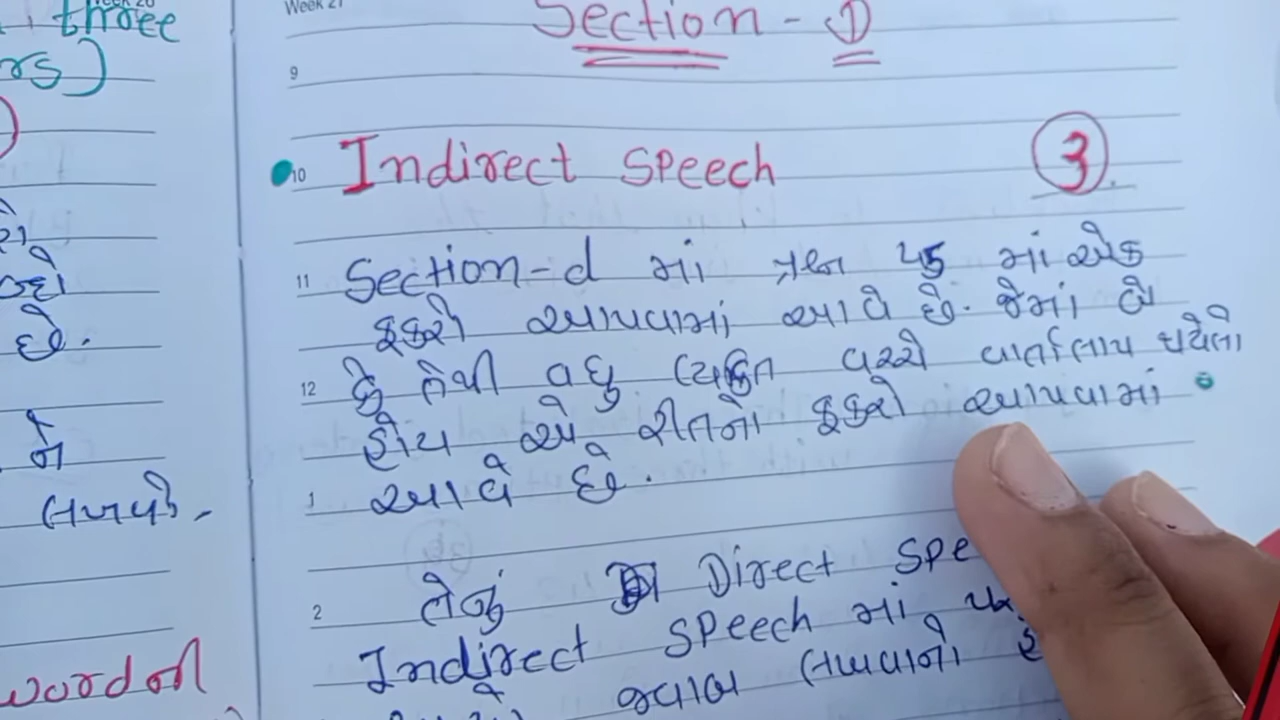 three
rs)
Week 21
Section - D
9
10 Indirect Speech 3
11 Section-d માં પ્રશ્ન ૫૬ માં એક
ફકરો આપવામાં આવે છે. જેમાં બે
12 કે તેથી વધુ વ્યક્તિ વચ્ચે વાર્તાલાપ થયેલો
હોય એ રીતનો ફકરો આપવામાં
1 આવે છે.
2 તેનું Direct Spe
Indirect Speech માં
જવાબ લખવાનો
છે.
ને
લખવો.
wordની